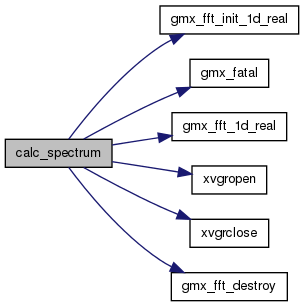 gmx_fft_init_1d_real
gmx_fatal
gmx_fft_1d_real
calc_spectrum
xvgropen
xvgrclose
gmx_fft_destroy